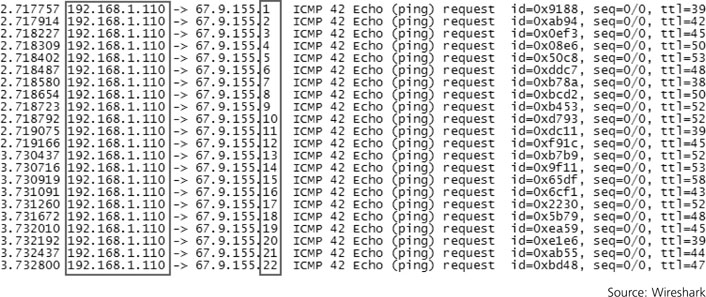 2.717757 192.168.1.110 -> 67.9.155.1 ICMP 42 Echo (ping) request id=0x9188, seq=0/0, ttl=39
2.717914 192.168.1.110 -> 67.9.155.2 ICMP 42 Echo (ping) request id=0xab94, seq=0/0, ttl=42
2.718227 192.168.1.110 -> 67.9.155.3 ICMP 42 Echo (ping) request id=0x0ef3, seq=0/0, ttl=45
2.718309 192.168.1.110 -> 67.9.155.4 ICMP 42 Echo (ping) request id=0x08e6, seq=0/0, ttl=50
2.718402 192.168.1.110 -> 67.9.155.5 ICMP 42 Echo (ping) request id=0x50c8, seq=0/0, ttl=53
2.718487 192.168.1.110 -> 67.9.155.6 ICMP 42 Echo (ping) request id=0xddc7, seq=0/0, ttl=48
2.718580 192.168.1.110 -> 67.9.155.7 ICMP 42 Echo (ping) request id=0xb78a, seq=0/0, ttl=38
2.718654 192.168.1.110 -> 67.9.155.8 ICMP 42 Echo (ping) request id=0xbcd2, seq=0/0, ttl=50
2.718723 192.168.1.110 -> 67.9.155.9 ICMP 42 Echo (ping) request id=0xb453, seq=0/0, ttl=52
2.718792 192.168.1.110 -> 67.9.155.10 ICMP 42 Echo (ping) request id=0xd793, seq=0/0, ttl=52
2.719075 192.168.1.110 -> 67.9.155.11 ICMP 42 Echo (ping) request id=0xdc11, seq=0/0, ttl=39
2.719166 192.168.1.110 -> 67.9.155.12 ICMP 42 Echo (ping) request id=0xf91c, seq=0/0, ttl=45
3.730437 192.168.1.110 -> 67.9.155.13 ICMP 42 Echo (ping) request id=0xb7b9, seq=0/0, ttl=52
3.730716 192.168.1.110 -> 67.9.155.14 ICMP 42 Echo (ping) request id=0x9f11, seq=0/0, ttl=53
3.730919 192.168.1.110 -> 67.9.155.15 ICMP 42 Echo (ping) request id=0x65df, seq=0/0, ttl=58
3.731091 192.168.1.110 -> 67.9.155.16 ICMP 42 Echo (ping) request id=0x6cf1, seq=0/0, ttl=43
3.731260 192.168.1.110 -> 67.9.155.17 ICMP 42 Echo (ping) request id=0x2230, seq=0/0, ttl=52
3.731672 192.168.1.110 -> 67.9.155.18 ICMP 42 Echo (ping) request id=0x5b79, seq=0/0, ttl=48
3.732010 192.168.1.110 -> 67.9.155.19 ICMP 42 Echo (ping) request id=0xea59, seq=0/0, ttl=45
3.732192 192.168.1.110 -> 67.9.155.20 ICMP 42 Echo (ping) request id=0xe1e6, seq=0/0, ttl=39
3.732437 192.168.1.110 -> 67.9.155.21 ICMP 42 Echo (ping) request id=0xab55, seq=0/0, ttl=44
3.732800 192.168.1.110 -> 67.9.155.22 ICMP 42 Echo (ping) request id=0xbd48, seq=0/0, ttl=47
Source: Wireshark